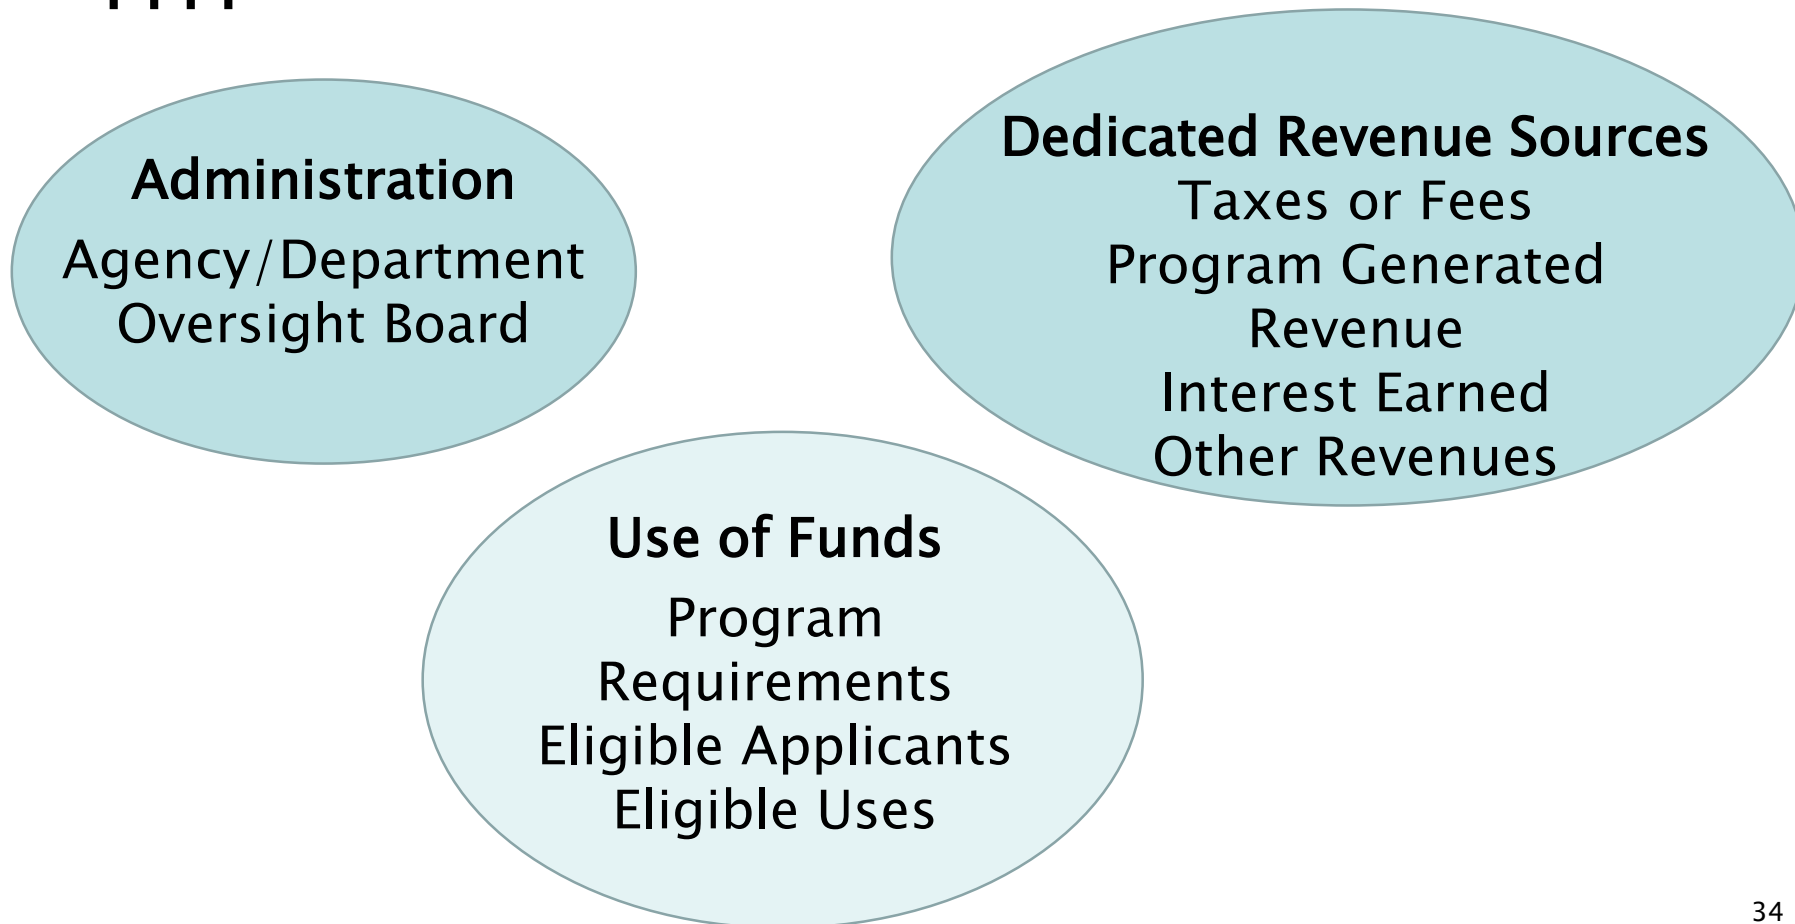 Administration
Agency/Department
Oversight Board
Dedicated Revenue Sources
Taxes or Fees
Program Generated
Revenue
Interest Earned
Other Revenues
Use of Funds
Program
Requirements
Eligible Applicants
Eligible Uses
34